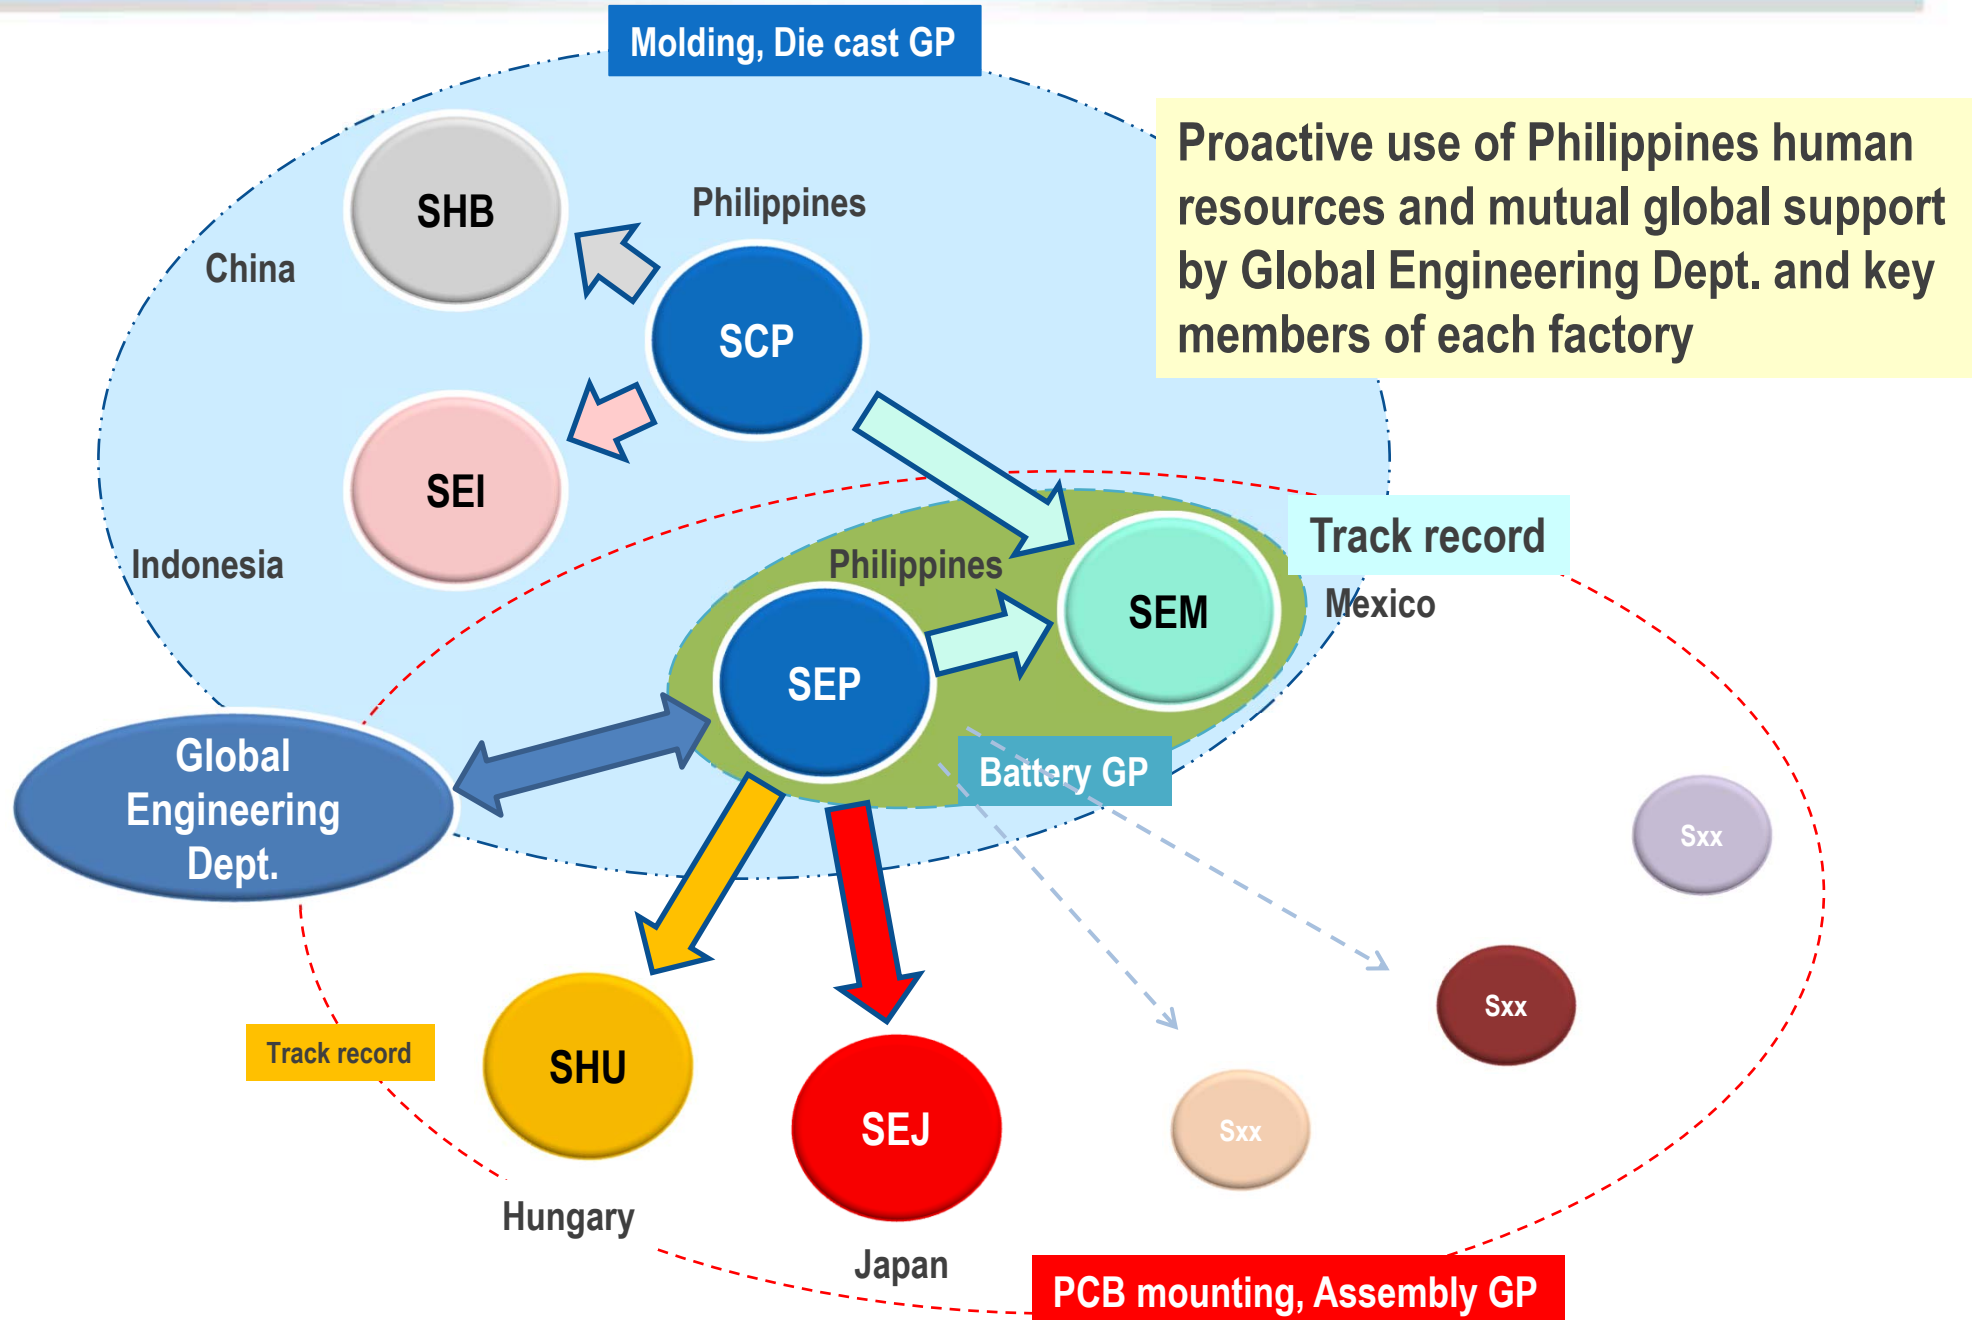 Molding, Die cast GP
Proactive use of Philippines human
resources and mutual global support
by Global Engineering Dept. and key
members of each factory
SHB
Philippines
China
SCP
SEI
Indonesia
Track record
Philippines
Mexico
SEM
SEP
Battery GP
Global
Engineering
Dept.
Sxx
Sxx
Sxx
Track record
SHU
SEJ
Hungary
Japan
PCB mounting, Assembly GP